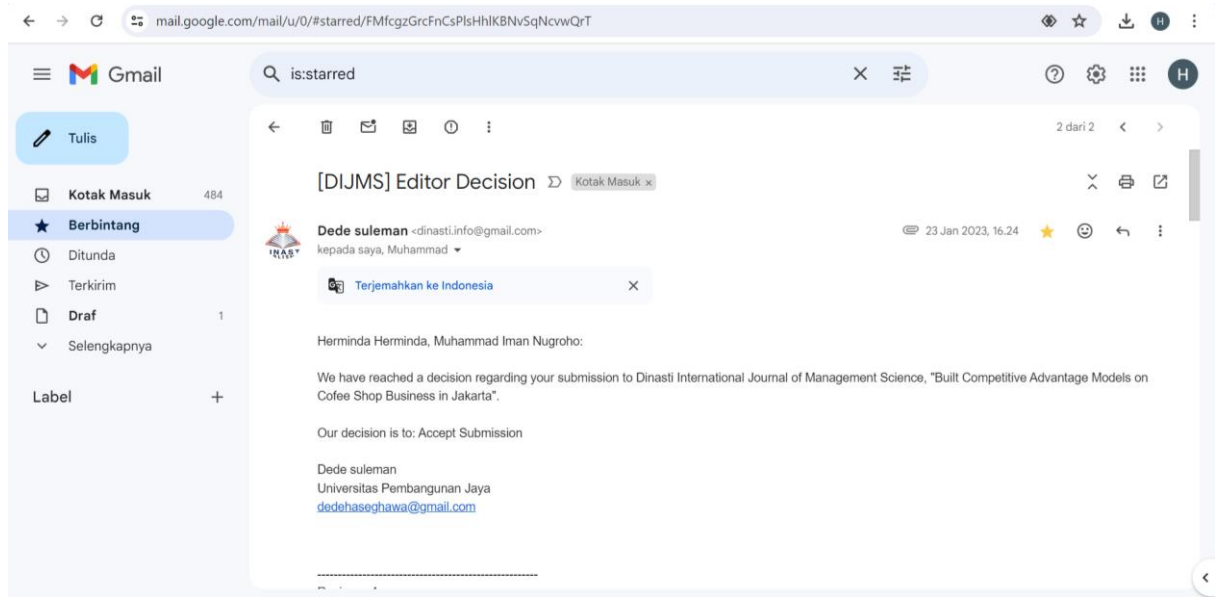 mail.google.com/mail/u/0/#starred/FMfcgzGrcFnCsPlsHhlKBNvSqNcvwQrT
H
Gmail
is:starred
H
Tulis
2 dari 2
[DIJMS] Editor Decision
Kotak Masuk x
Kotak Masuk 484
Berbintang
Ditunda
Terkirim
Draf 1
Selengkapnya
Label
Dede suleman <dinasti.info@gmail.com>
23 Jan 2023, 16.24
kepada saya, Muhammad
Terjemahkan ke Indonesia
Herminda Herminda, Muhammad Iman Nugroho:
We have reached a decision regarding your submission to Dinasti International Journal of Management Science, "Built Competitive Advantage Models on
Cofee Shop Business in Jakarta".
Our decision is to: Accept Submission
Dede suleman
Universitas Pembangunan Jaya
dedehaseghawa@gmail.com
------------------------------------------------------